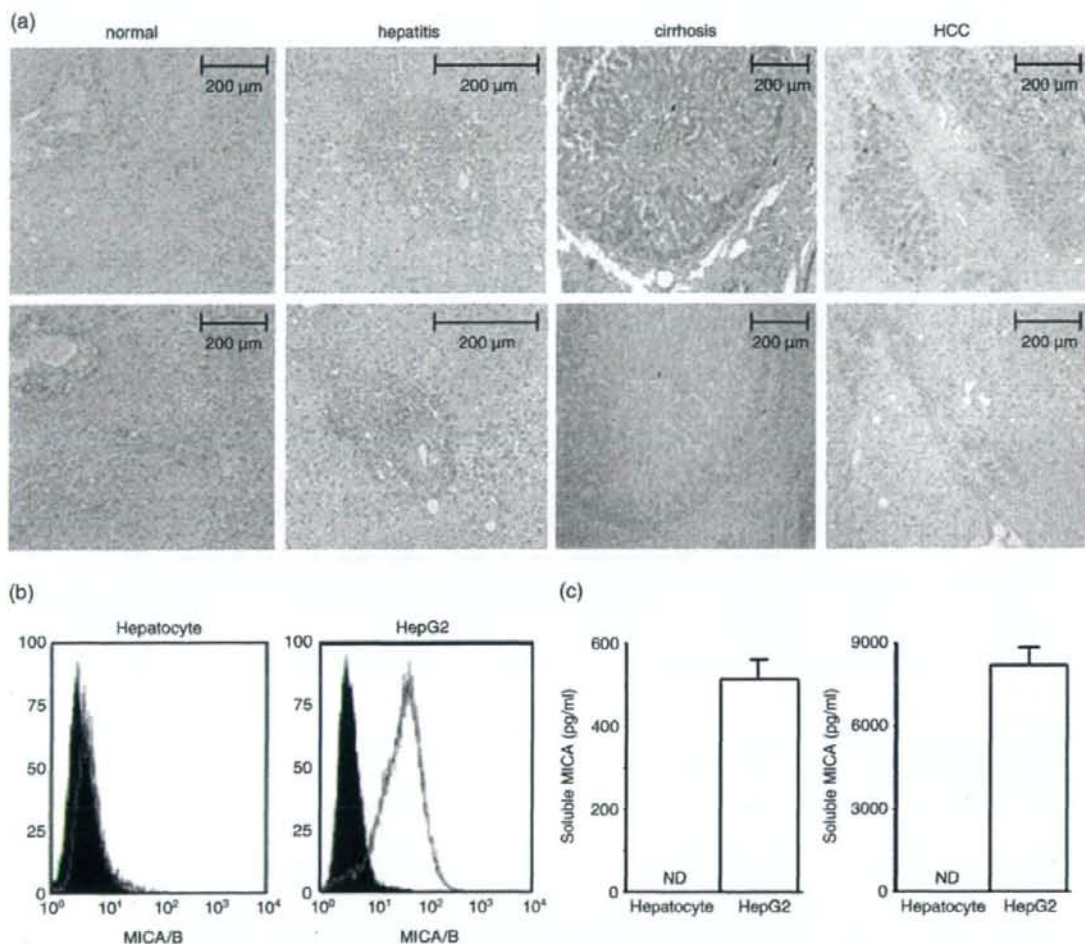 (a)
normal hepatitis cirrhosis HCC
200 µm 200 µm 200 µm 200 µm
200 µm 200 µm 200 µm 200 µm
(b)
Hepatocyte HepG2
100 100
75 75
50 50
25 25
0 0
10⁰ 10¹ 10² 10³ 10⁴ 10⁰ 10¹ 10² 10³ 10⁴
MICA/B MICA/B
(c)
600
400
200
0
Soluble MICA (pg/ml)
ND
Hepatocyte HepG2
9000
6000
3000
0
Soluble MICA (pg/ml)
ND
Hepatocyte HepG2